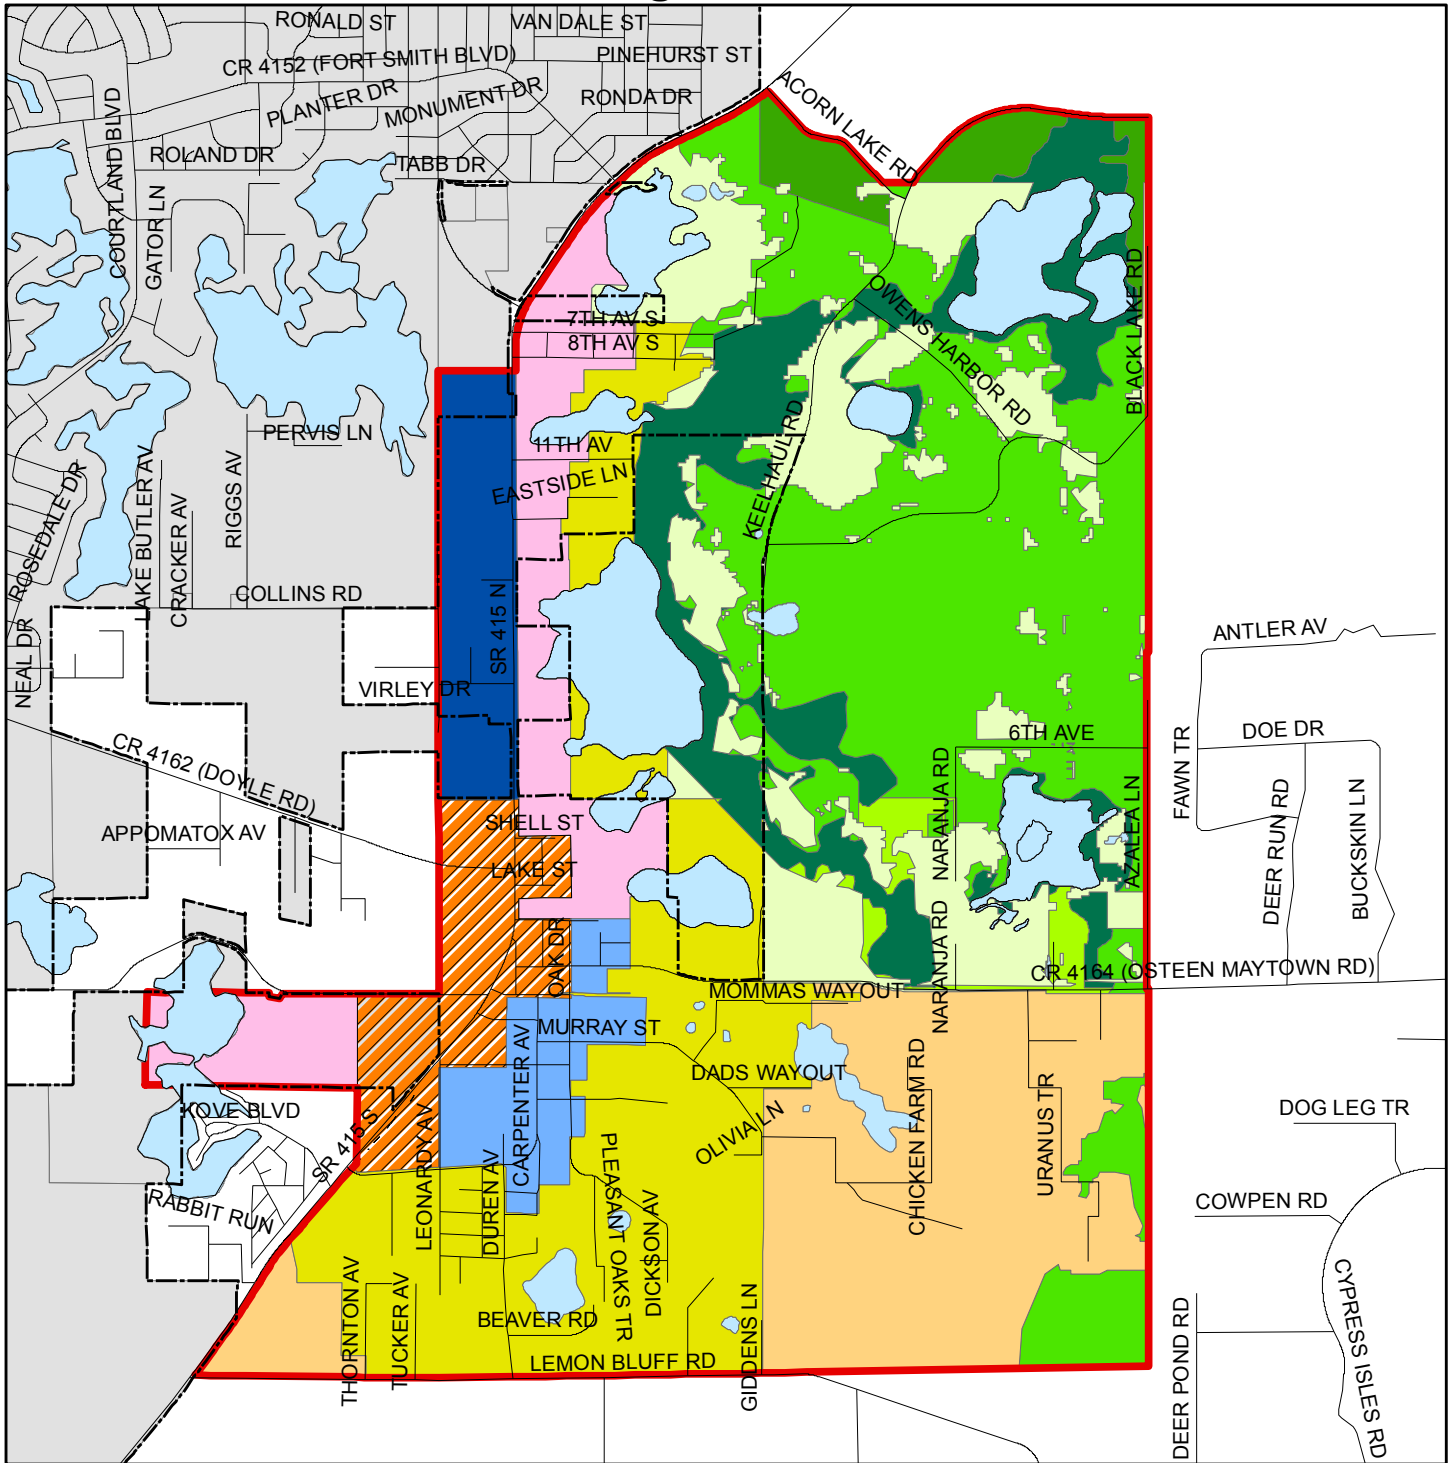 RONALD ST
VAN DALE ST
CR 4152 (FORT SMITH BLVD)
PINEHURST ST
PLANTER DR
MONUMENT DR
RONDA DR
ACORN LAKE RD
COURTLAND BLVD
ROLAND DR
TABB DR
GATOR LN
BLACK LAKE RD
OWENS HARBOR RD
7TH AV S
8TH AV S
PERVIS LN
11TH AV
EASTSIDE LN
KEELHAUL RD
ROSEDALE DR
LAKE BUTLER AV
CRACKER AV
RIGGS AV
COLLINS RD
SR 415 N
NEAL DR
VIRLEY DR
ANTLER AV
6TH AVE
FAWN TR
DOE DR
CR 4162 (DOYLE RD)
NARANJA RD
AZALEA LN
DEER RUN RD
BUCKSKIN LN
APPOMATOX AV
SHELL ST
LAKE ST
OAK DR
NARANJA RD
CR 4164 (OSTEEN MAYTOWN RD)
MOMMAS WAYOUT
MURRAY ST
CARPENTER AV
DADS WAYOUT
CHICKEN FARM RD
URANUS TR
KOVE BLVD
SR 415 S
LEONARDY AV
OLIVIA LN
DOG LEG TR
RABBIT RUN
DUREN AV
PLEASANT OAKS TR
DICKSON AV
COWPEN RD
THORNTON AV
TUCKER AV
BEAVER RD
LEMON BLUFF RD
GIDDENS LN
DEER POND RD
CYPRESS ISLES RD